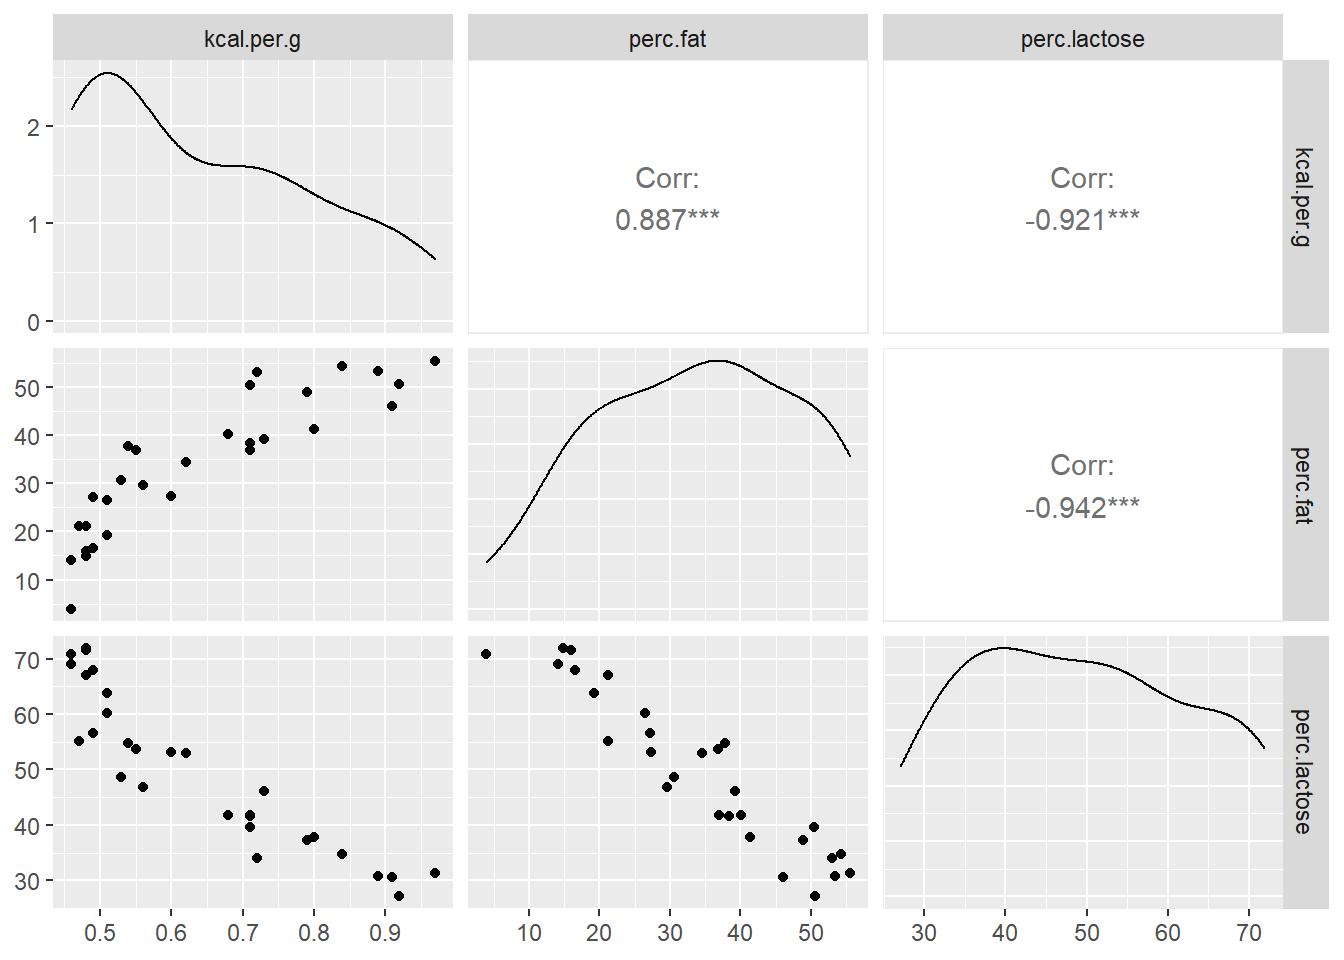 kcal.per.g
perc.fat
perc.lactose
2
1
0
Corr:
0.887***
Corr:
-0.921***
kcal.per.g
50
40
30
20
10
Corr:
-0.942***
perc.fat
70
60
50
40
30
perc.lactose
0.5 0.6 0.7 0.8 0.9
10 20 30 40 50
30 40 50 60 70